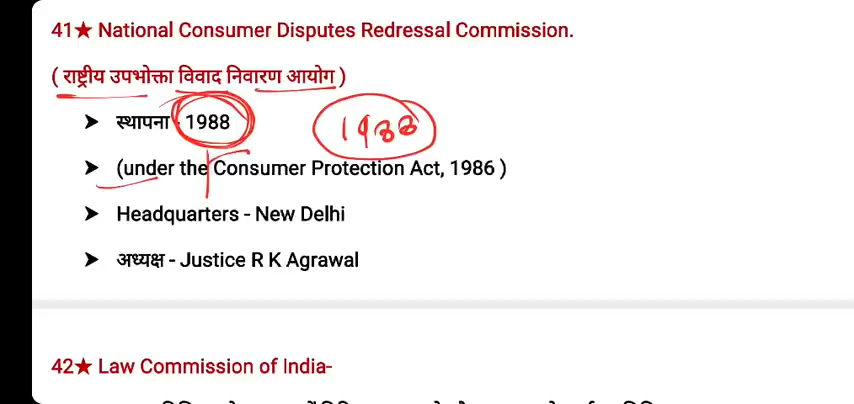 41★ National Consumer Disputes Redressal Commission.
( राष्ट्रीय उपभोक्ता विवाद निवारण आयोग )
➤ स्थापना - 1988 1988
➤ (under the Consumer Protection Act, 1986 )
➤ Headquarters - New Delhi
➤ अध्यक्ष - Justice R K Agrawal
42★ Law Commission of India-